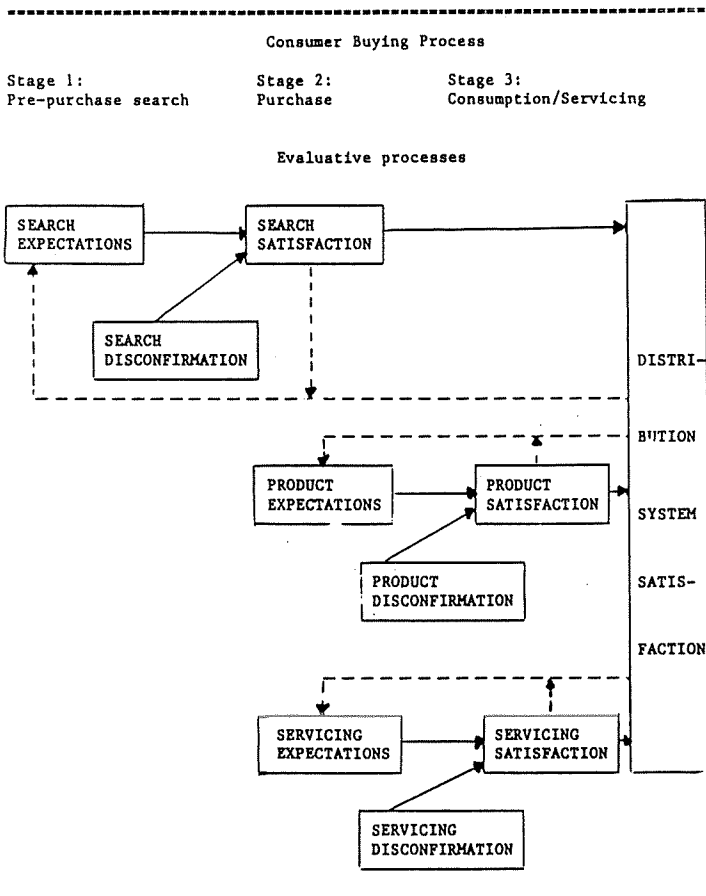 Consumer Buying Process
Stage 1:
Pre-purchase search
Stage 2:
Purchase
Stage 3:
Consumption/Servicing
Evaluative processes
SEARCH
EXPECTATIONS
SEARCH
SATISFACTION
SEARCH
DISCONFIRMATION
PRODUCT
EXPECTATIONS
PRODUCT
SATISFACTION
PRODUCT
DISCONFIRMATION
SERVICING
EXPECTATIONS
SERVICING
SATISFACTION
SERVICING
DISCONFIRMATION
DISTRI-
BUTION
SYSTEM
SATIS-
FACTION